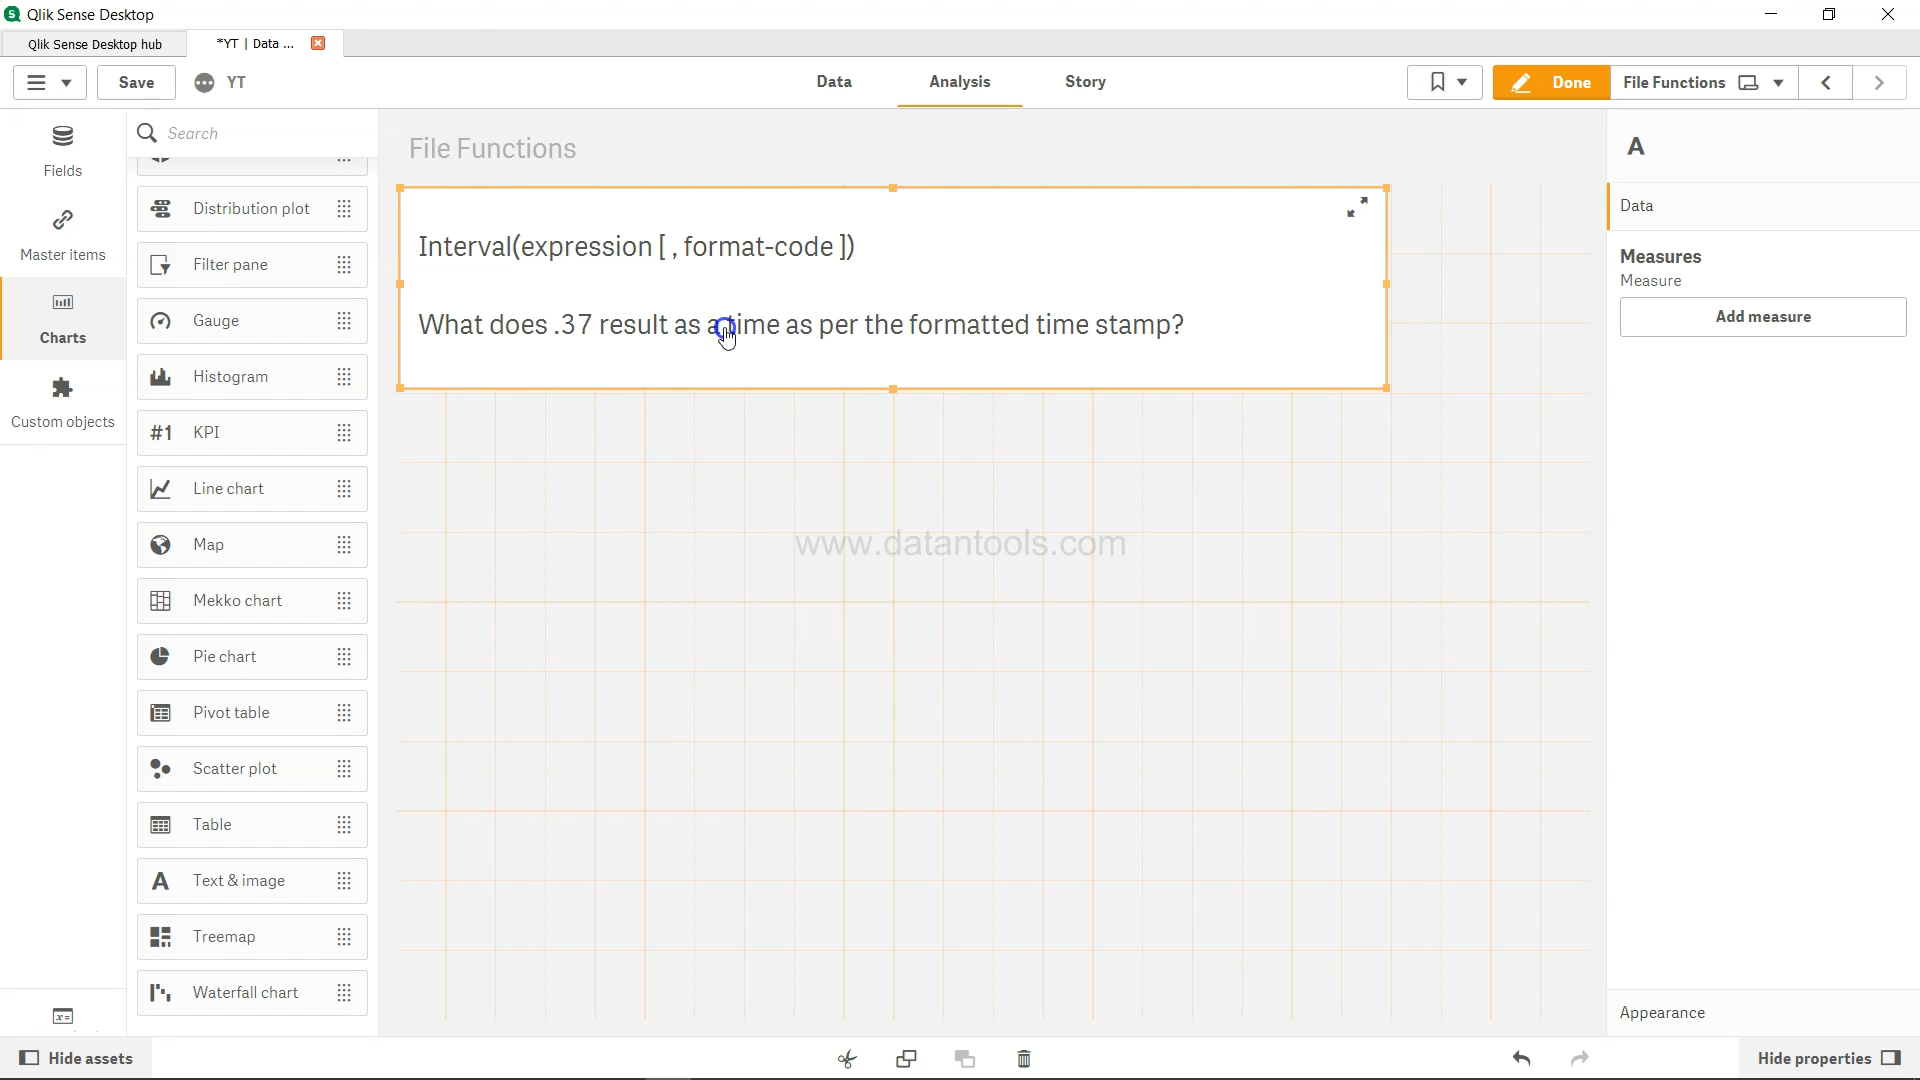 Qlik Sense Desktop
Qlik Sense Desktop hub
*YT | Data ...
Save
YT
Data
Analysis
Story
Done
File Functions
Fields
Master items
Charts
Custom objects
Search
Distribution plot
Filter pane
Gauge
Histogram
#1 KPI
Line chart
Map
Mekko chart
Pie chart
Pivot table
Scatter plot
Table
A Text & image
Treemap
Waterfall chart
File Functions
Interval(expression [ , format-code ])
What does .37 result as a time as per the formatted time stamp?
www.datantools.com
A
Data
Measures
Measure
Add measure
Appearance
Hide assets
Hide properties